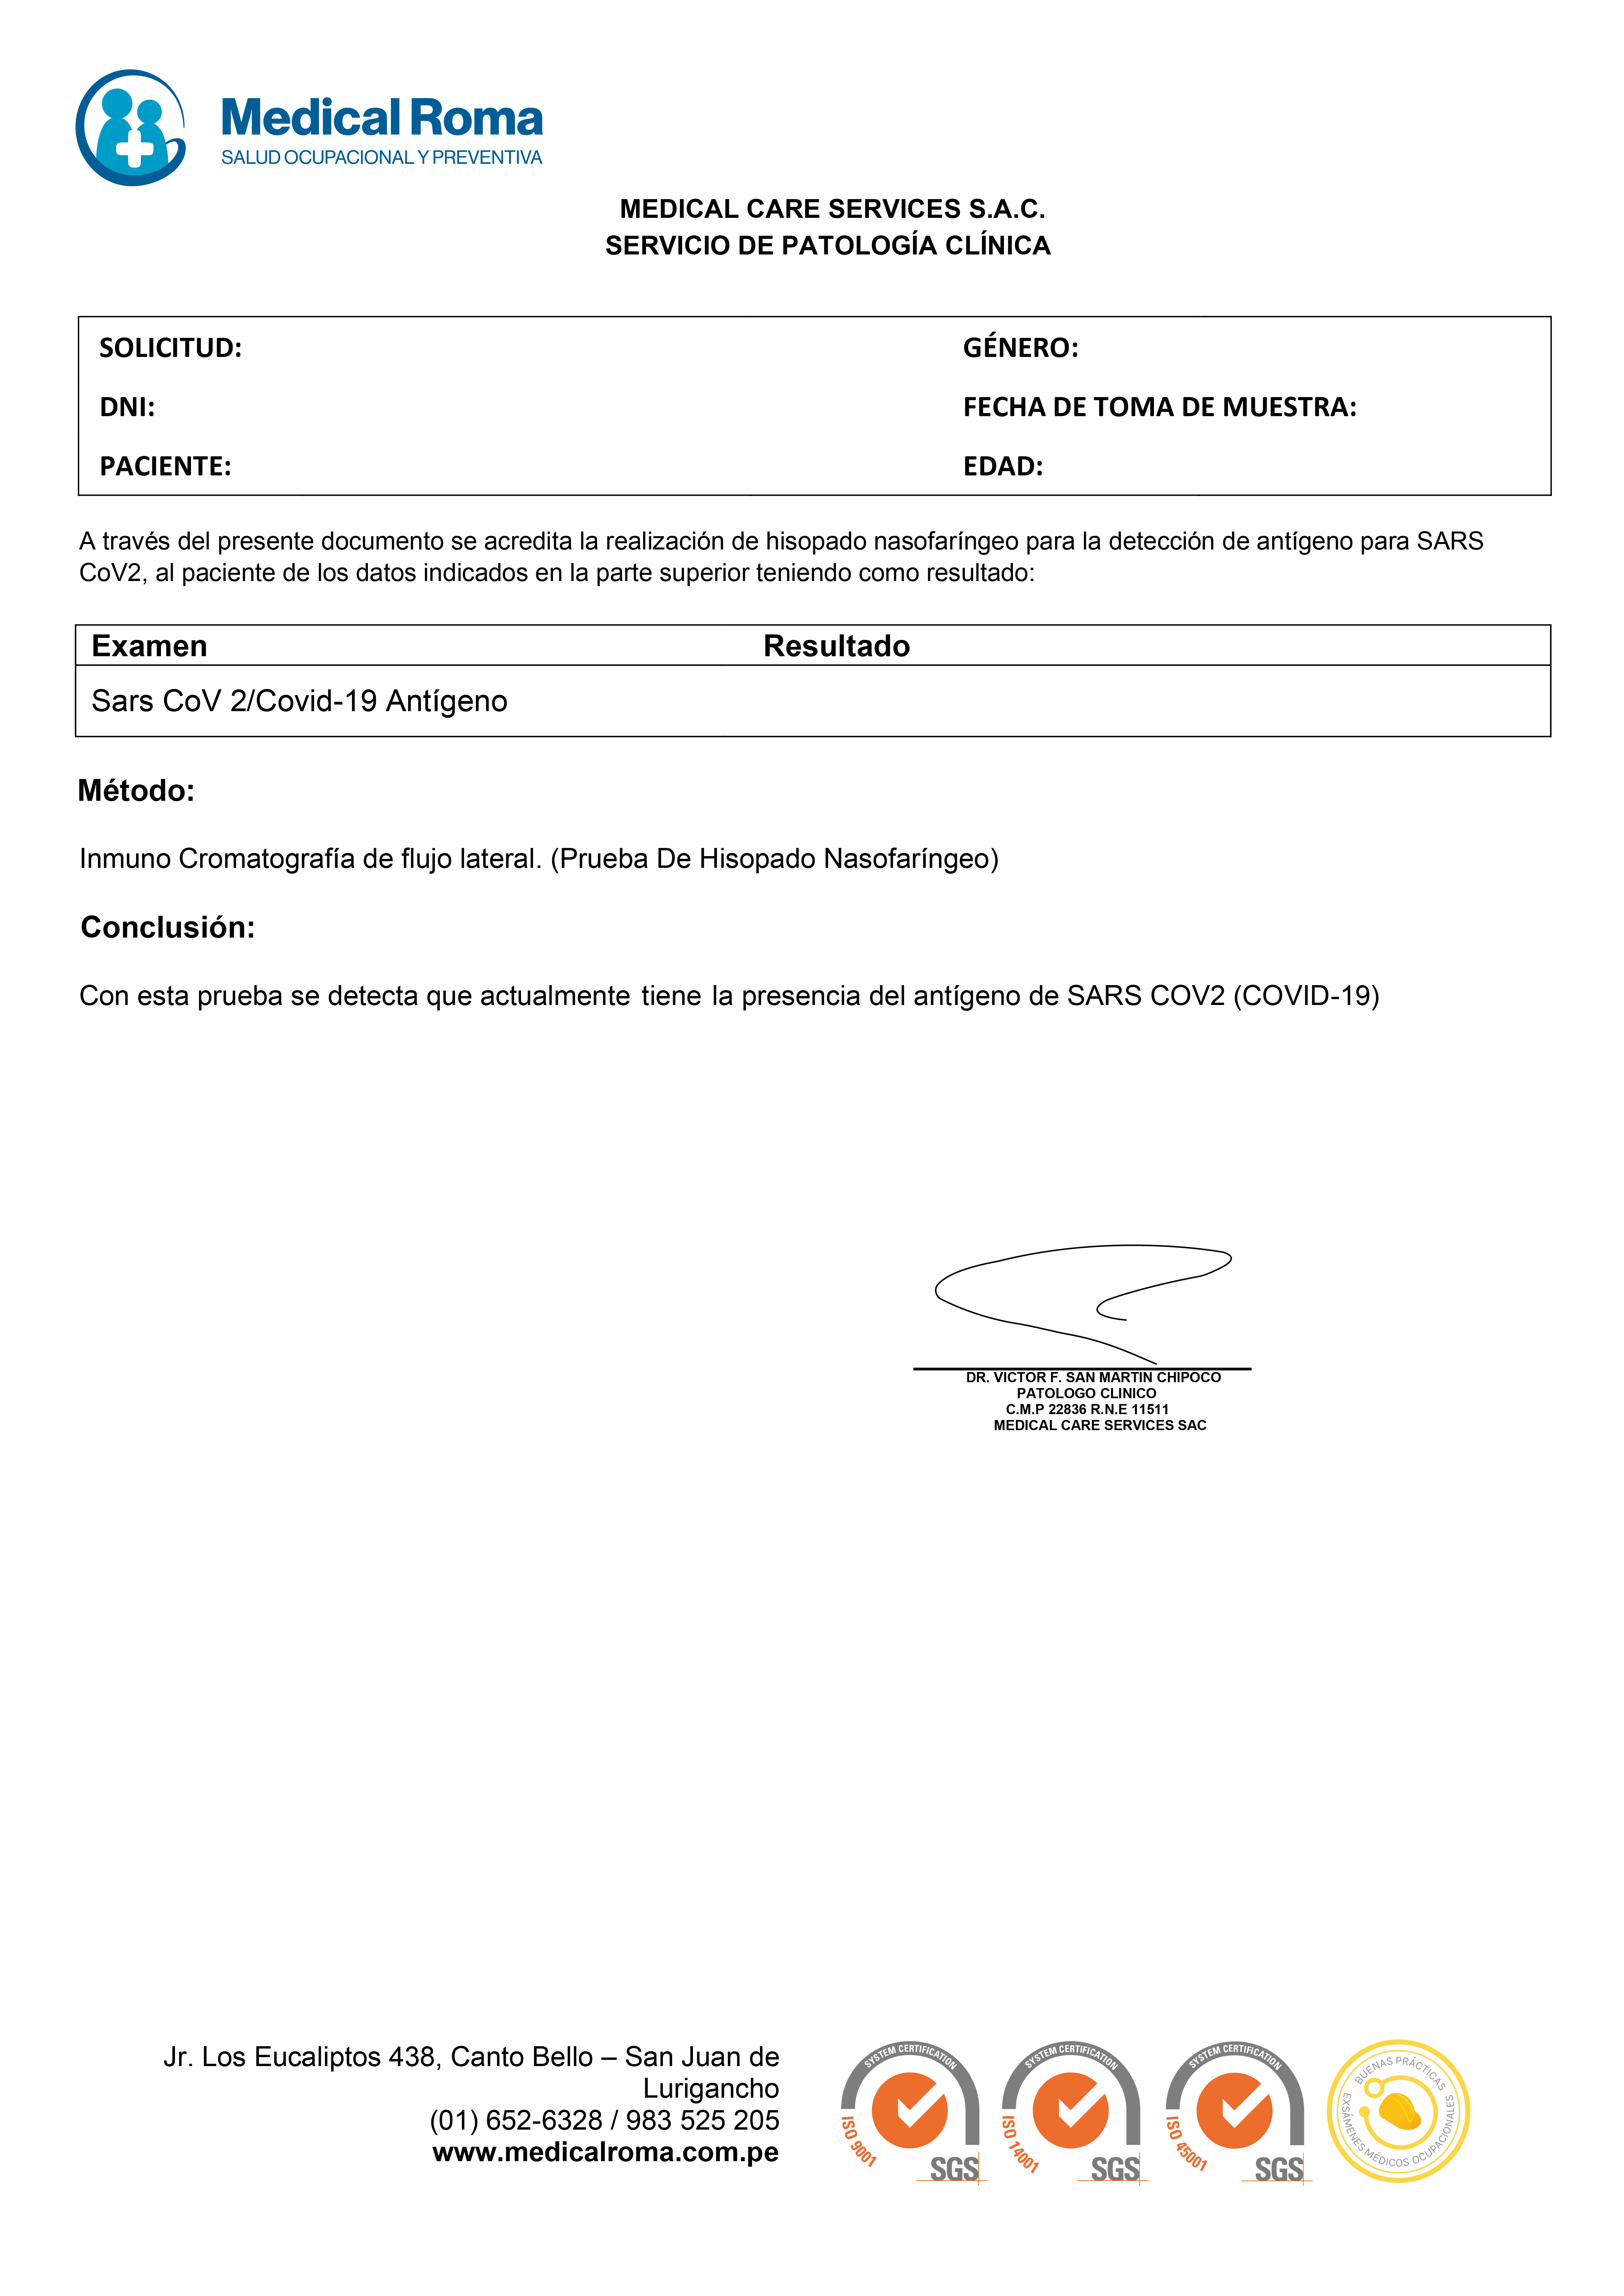 Medical Roma
SALUD OCUPACIONAL Y PREVENTIVA
MEDICAL CARE SERVICES S.A.C.
SERVICIO DE PATOLOGÍA CLÍNICA
SOLICITUD:
GÉNERO:
DNI:
FECHA DE TOMA DE MUESTRA:
PACIENTE:
EDAD:
A través del presente documento se acredita la realización de hisopado nasofaríngeo para la detección de antígeno para SARS
CoV2, al paciente de los datos indicados en la parte superior teniendo como resultado:
Examen
Resultado
Sars CoV 2/Covid-19 Antígeno
Método:
Inmuno Cromatografía de flujo lateral. (Prueba De Hisopado Nasofaríngeo)
Conclusión:
Con esta prueba se detecta que actualmente tiene la presencia del antígeno de SARS COV2 (COVID-19)
DR. VICTOR F. SAN MARTIN CHIPOCO
PATOLOGO CLINICO
C.M.P 22836 R.N.E 11511
MEDICAL CARE SERVICES SAC
Jr. Los Eucaliptos 438, Canto Bello – San Juan de
Lurigancho
(01) 652-6328 / 983 525 205
www.medicalroma.com.pe
SYSTEM CERTIFICATION
ISO 9001
SGS
SYSTEM CERTIFICATION
ISO 14001
SGS
SYSTEM CERTIFICATION
ISO 45001
SGS
BUENAS PRÁCTICAS
EXSÁMENES MÉDICOS OCUPACIONALES